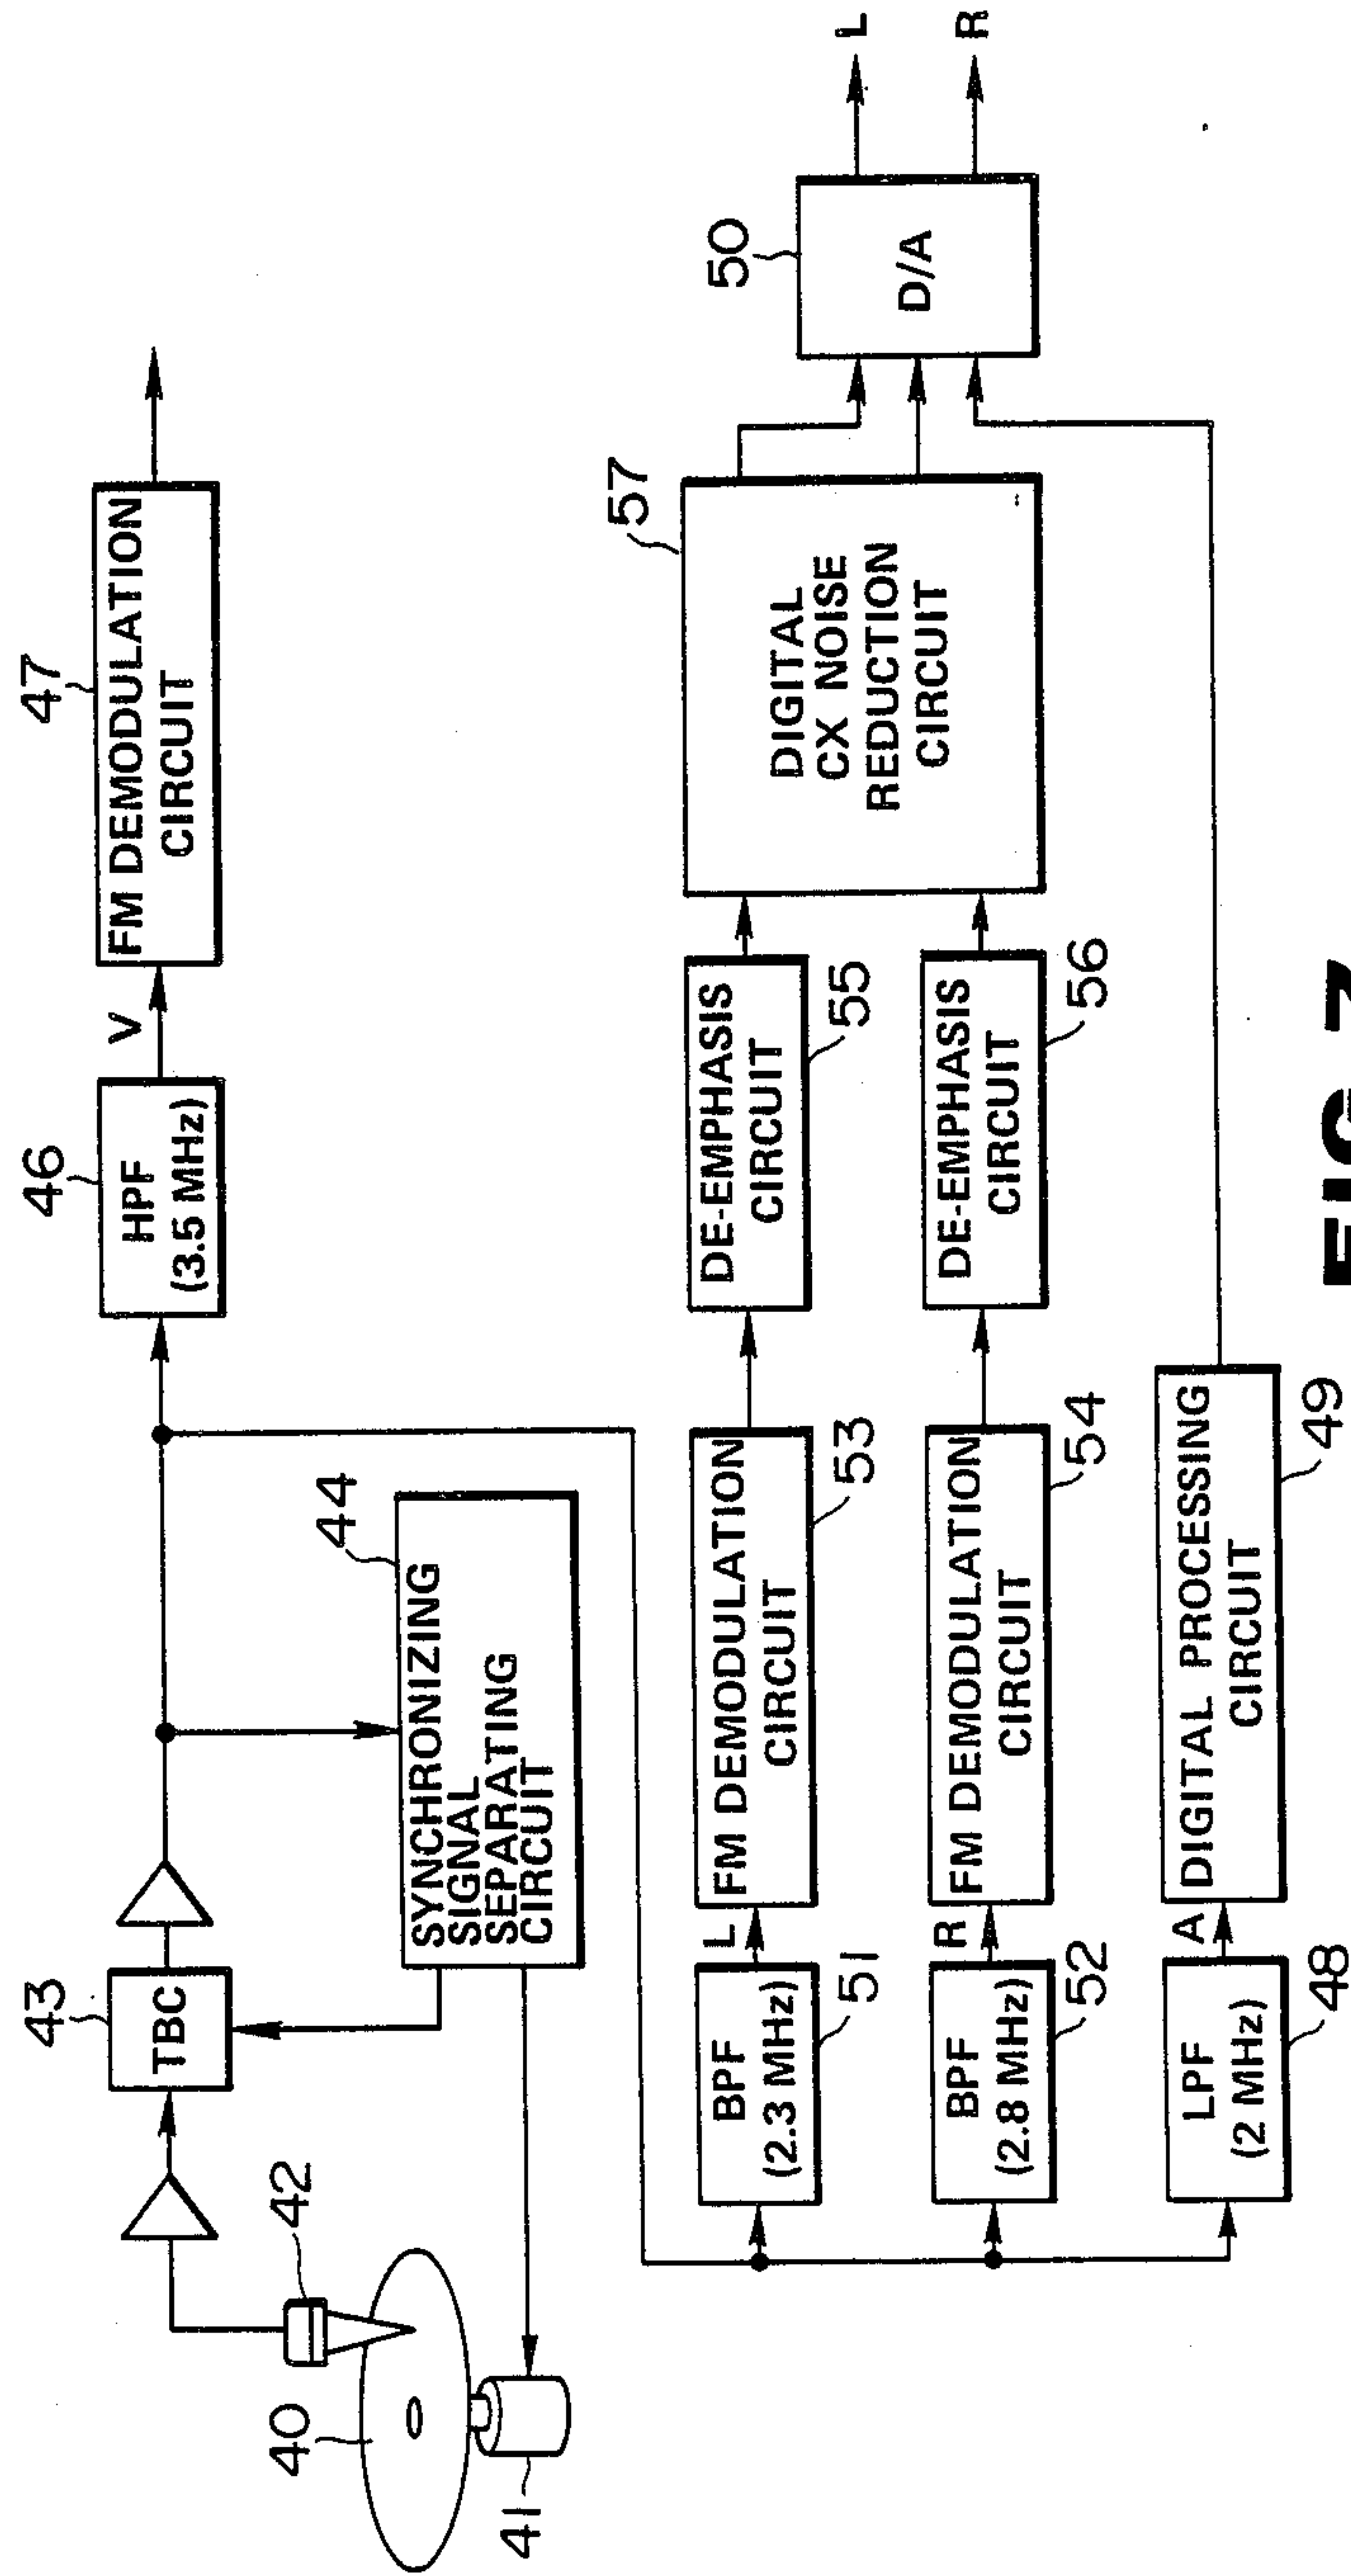 47
FM DEMODULATION
CIRCUIT
V
46
HPF
(3.5 MHz)
44
SYNCHRONIZING
SIGNAL
SEPARATING
CIRCUIT
43
TBC
42
40
41
L
R
50
D/A
57
DIGITAL
CX NOISE
REDUCTION
CIRCUIT
DE-EMPHASIS
CIRCUIT
55
DE-EMPHASIS
CIRCUIT
56
FM DEMODULATION
CIRCUIT
53
FM DEMODULATION
CIRCUIT
54
DIGITAL PROCESSING
CIRCUIT
49
L
BPF
(2.3 MHz)
51
R
BPF
(2.8 MHz)
52
A
LPF
(2 MHz)
48